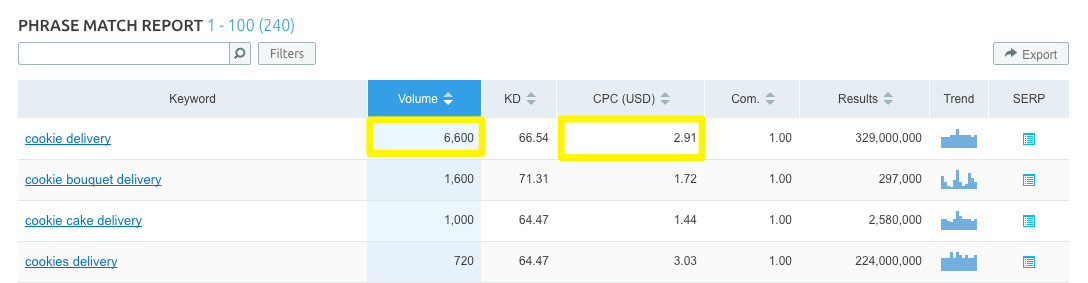 PHRASE MATCH REPORT 1 - 100 (240)
Filters Export
Keyword Volume KD CPC (USD) Com. Results Trend SERP
cookie delivery 6,600 66.54 2.91 1.00 329,000,000
cookie bouquet delivery 1,600 71.31 1.72 1.00 297,000
cookie cake delivery 1,000 64.47 1.44 1.00 2,580,000
cookies delivery 720 64.47 3.03 1.00 224,000,000